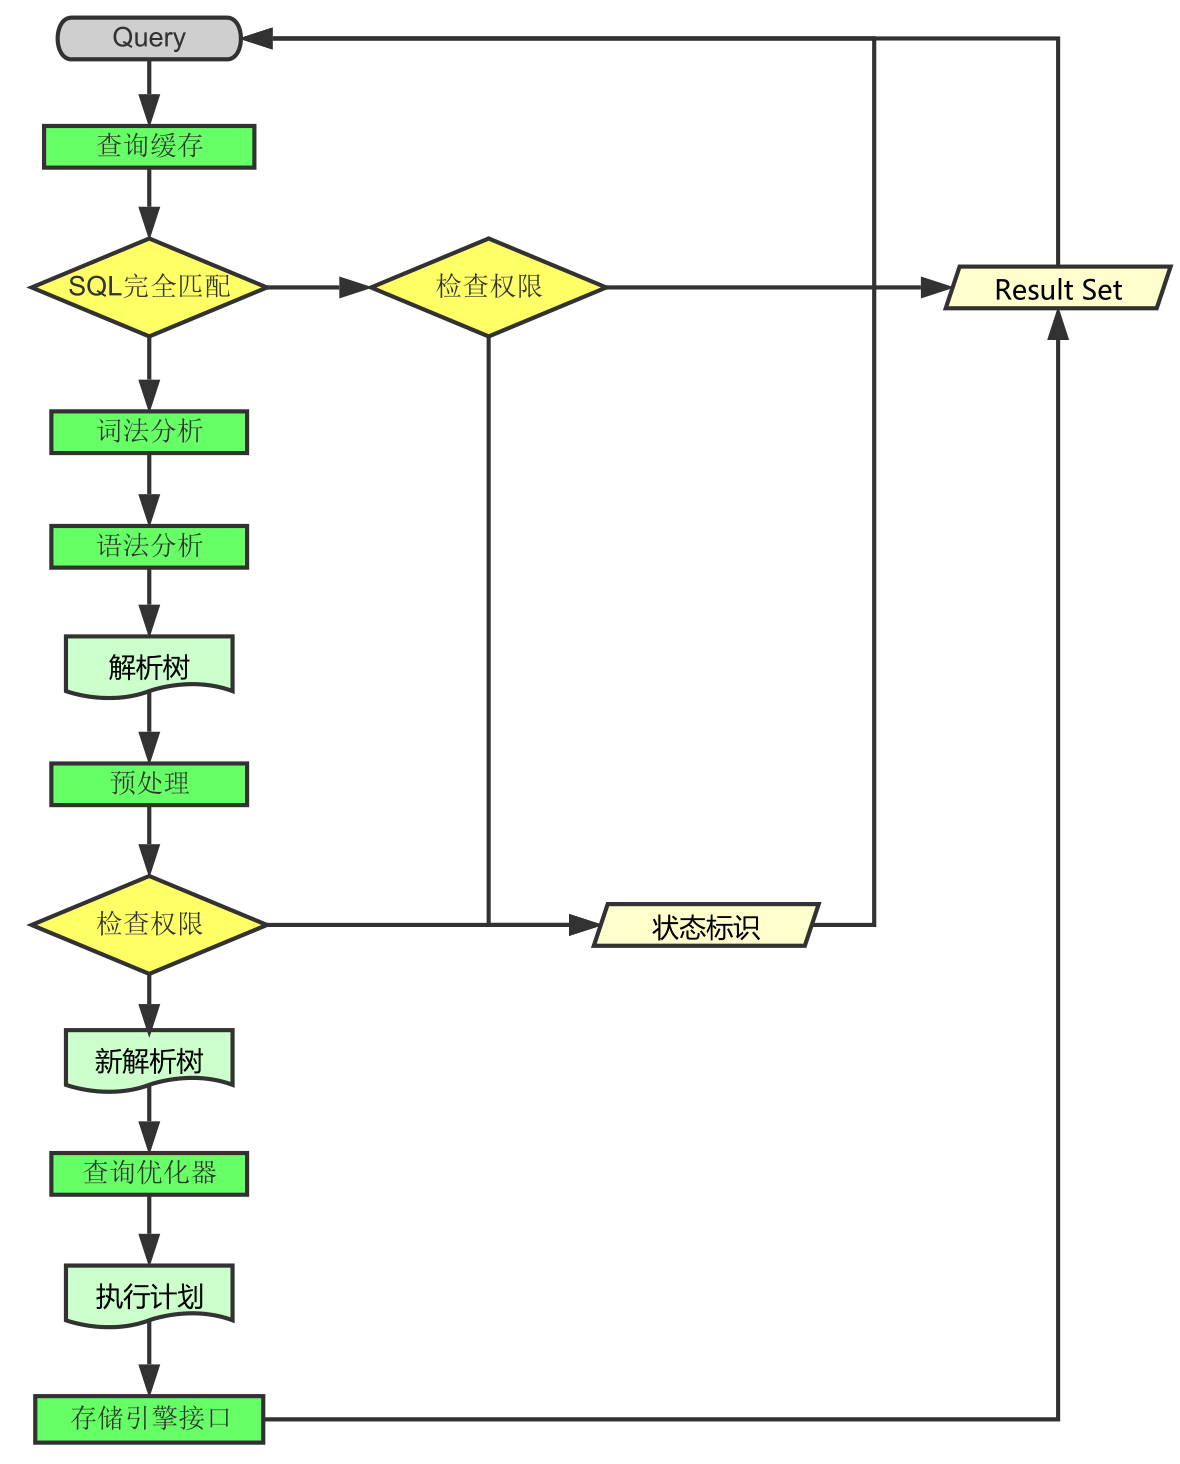 Query
查询缓存
SQL完全匹配
检查权限
Result Set
词法分析
语法分析
解析树
预处理
检查权限
状态标识
新解析树
查询优化器
执行计划
存储引擎接口